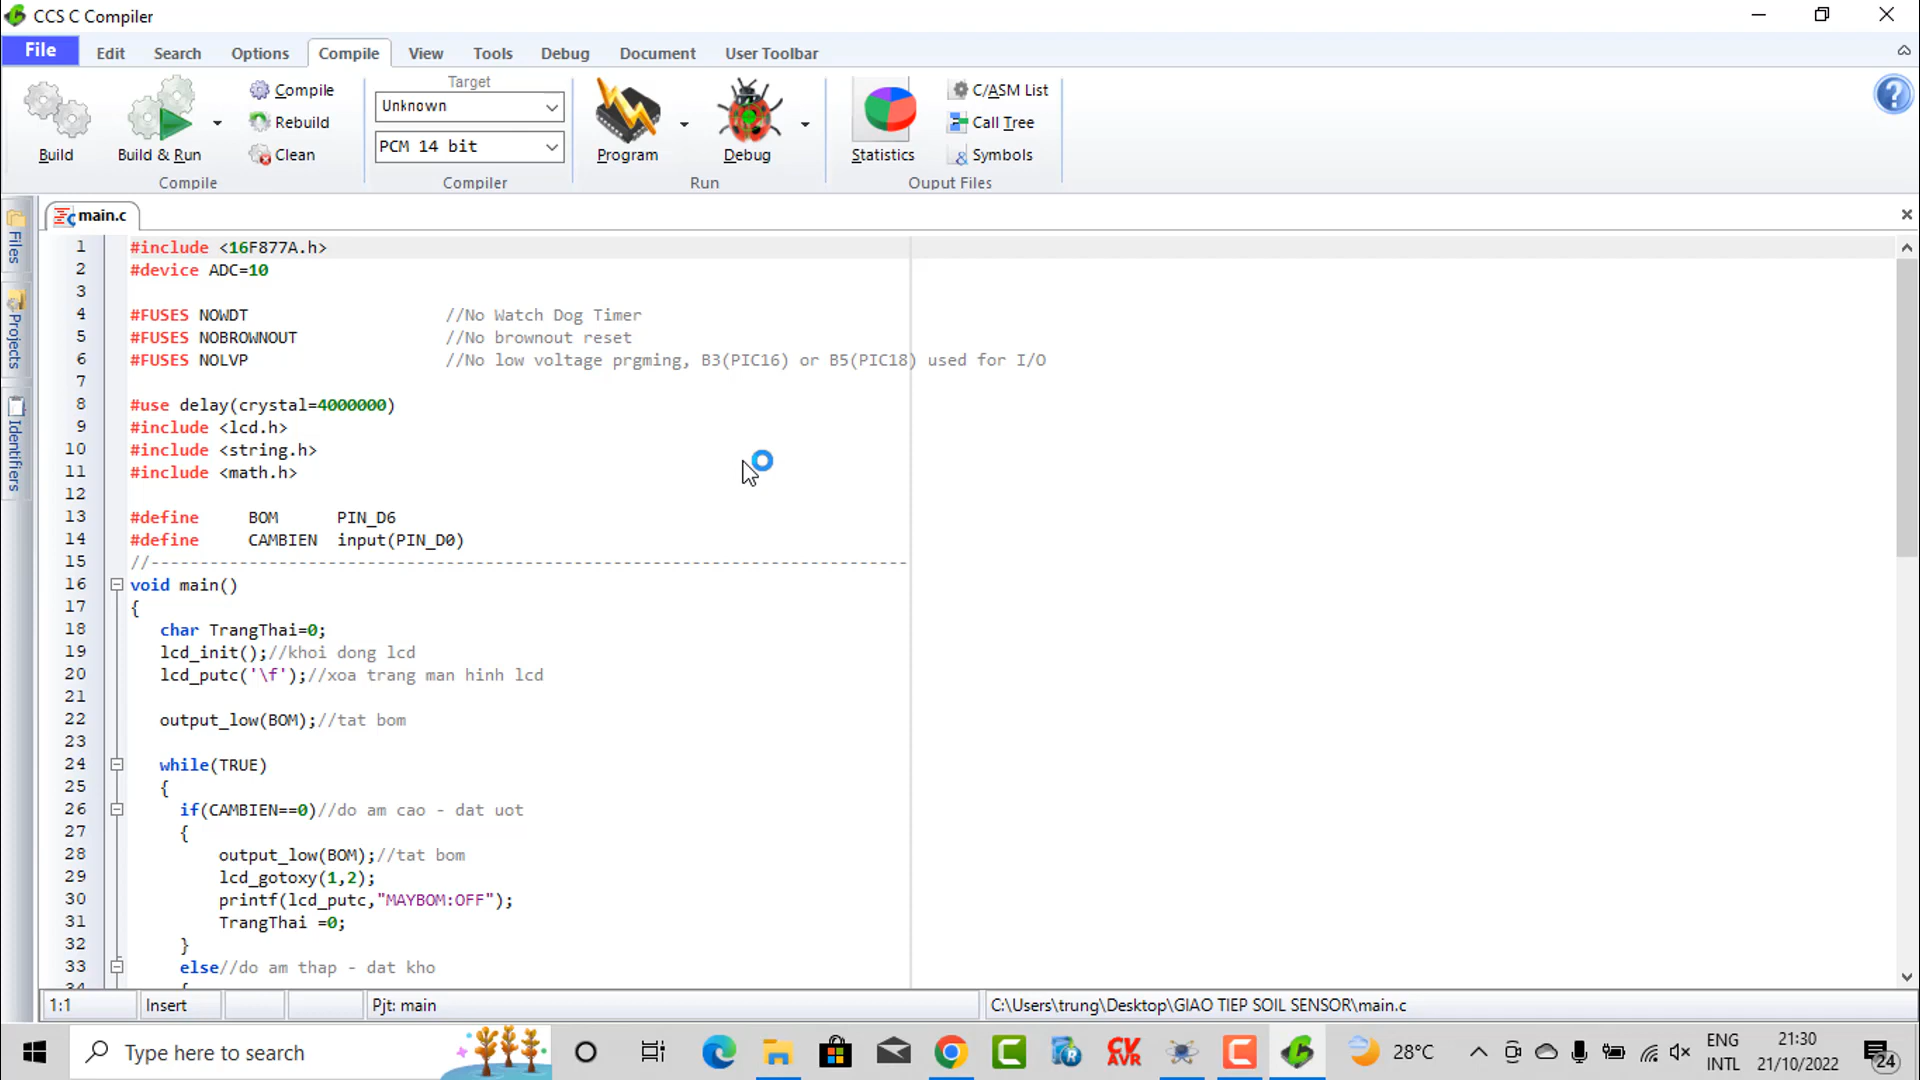 CCS C Compiler
File Edit Search Options Compile View Tools Debug Document User Toolbar
Build
Build & Run
Compile
Rebuild
Clean
Compile
Target
Unknown
PCM 14 bit
Compiler
Program
Debug
Run
Statistics
C/ASM List
Call Tree
Symbols
Ouput Files
Files
Projects
Identifiers
main.c
1 #include <16F877A.h>
2 #device ADC=10
3
4 #FUSES NOWDT //No Watch Dog Timer
5 #FUSES NOBROWNOUT //No brownout reset
6 #FUSES NOLVP //No low voltage prgming, B3(PIC16) or B5(PIC18) used for I/O
7
8 #use delay(crystal=4000000)
9 #include <lcd.h>
10 #include <string.h>
11 #include <math.h>
12
13 #define BOM PIN_D6
14 #define CAMBIEN input(PIN_D0)
15 //-----------------------------------------------------------------------------
16 void main()
17 {
18 char TrangThai=0;
19 lcd_init();//khoi dong lcd
20 lcd_putc('\f');//xoa trang man hinh lcd
21
22 output_low(BOM);//tat bom
23
24 while(TRUE)
25 {
26 if(CAMBIEN==0)//do am cao - dat uot
27 {
28 output_low(BOM);//tat bom
29 lcd_gotoxy(1,2);
30 printf(lcd_putc,"MAYBOM:OFF");
31 TrangThai =0;
32 }
33 else//do am thap - dat kho
1:1 Insert Pjt: main C:\Users\trung\Desktop\GIAO TIEP SOIL SENSOR\main.c
Type here to search
CV
AVR
28°C
ENG
INTL
21:30
21/10/2022
24